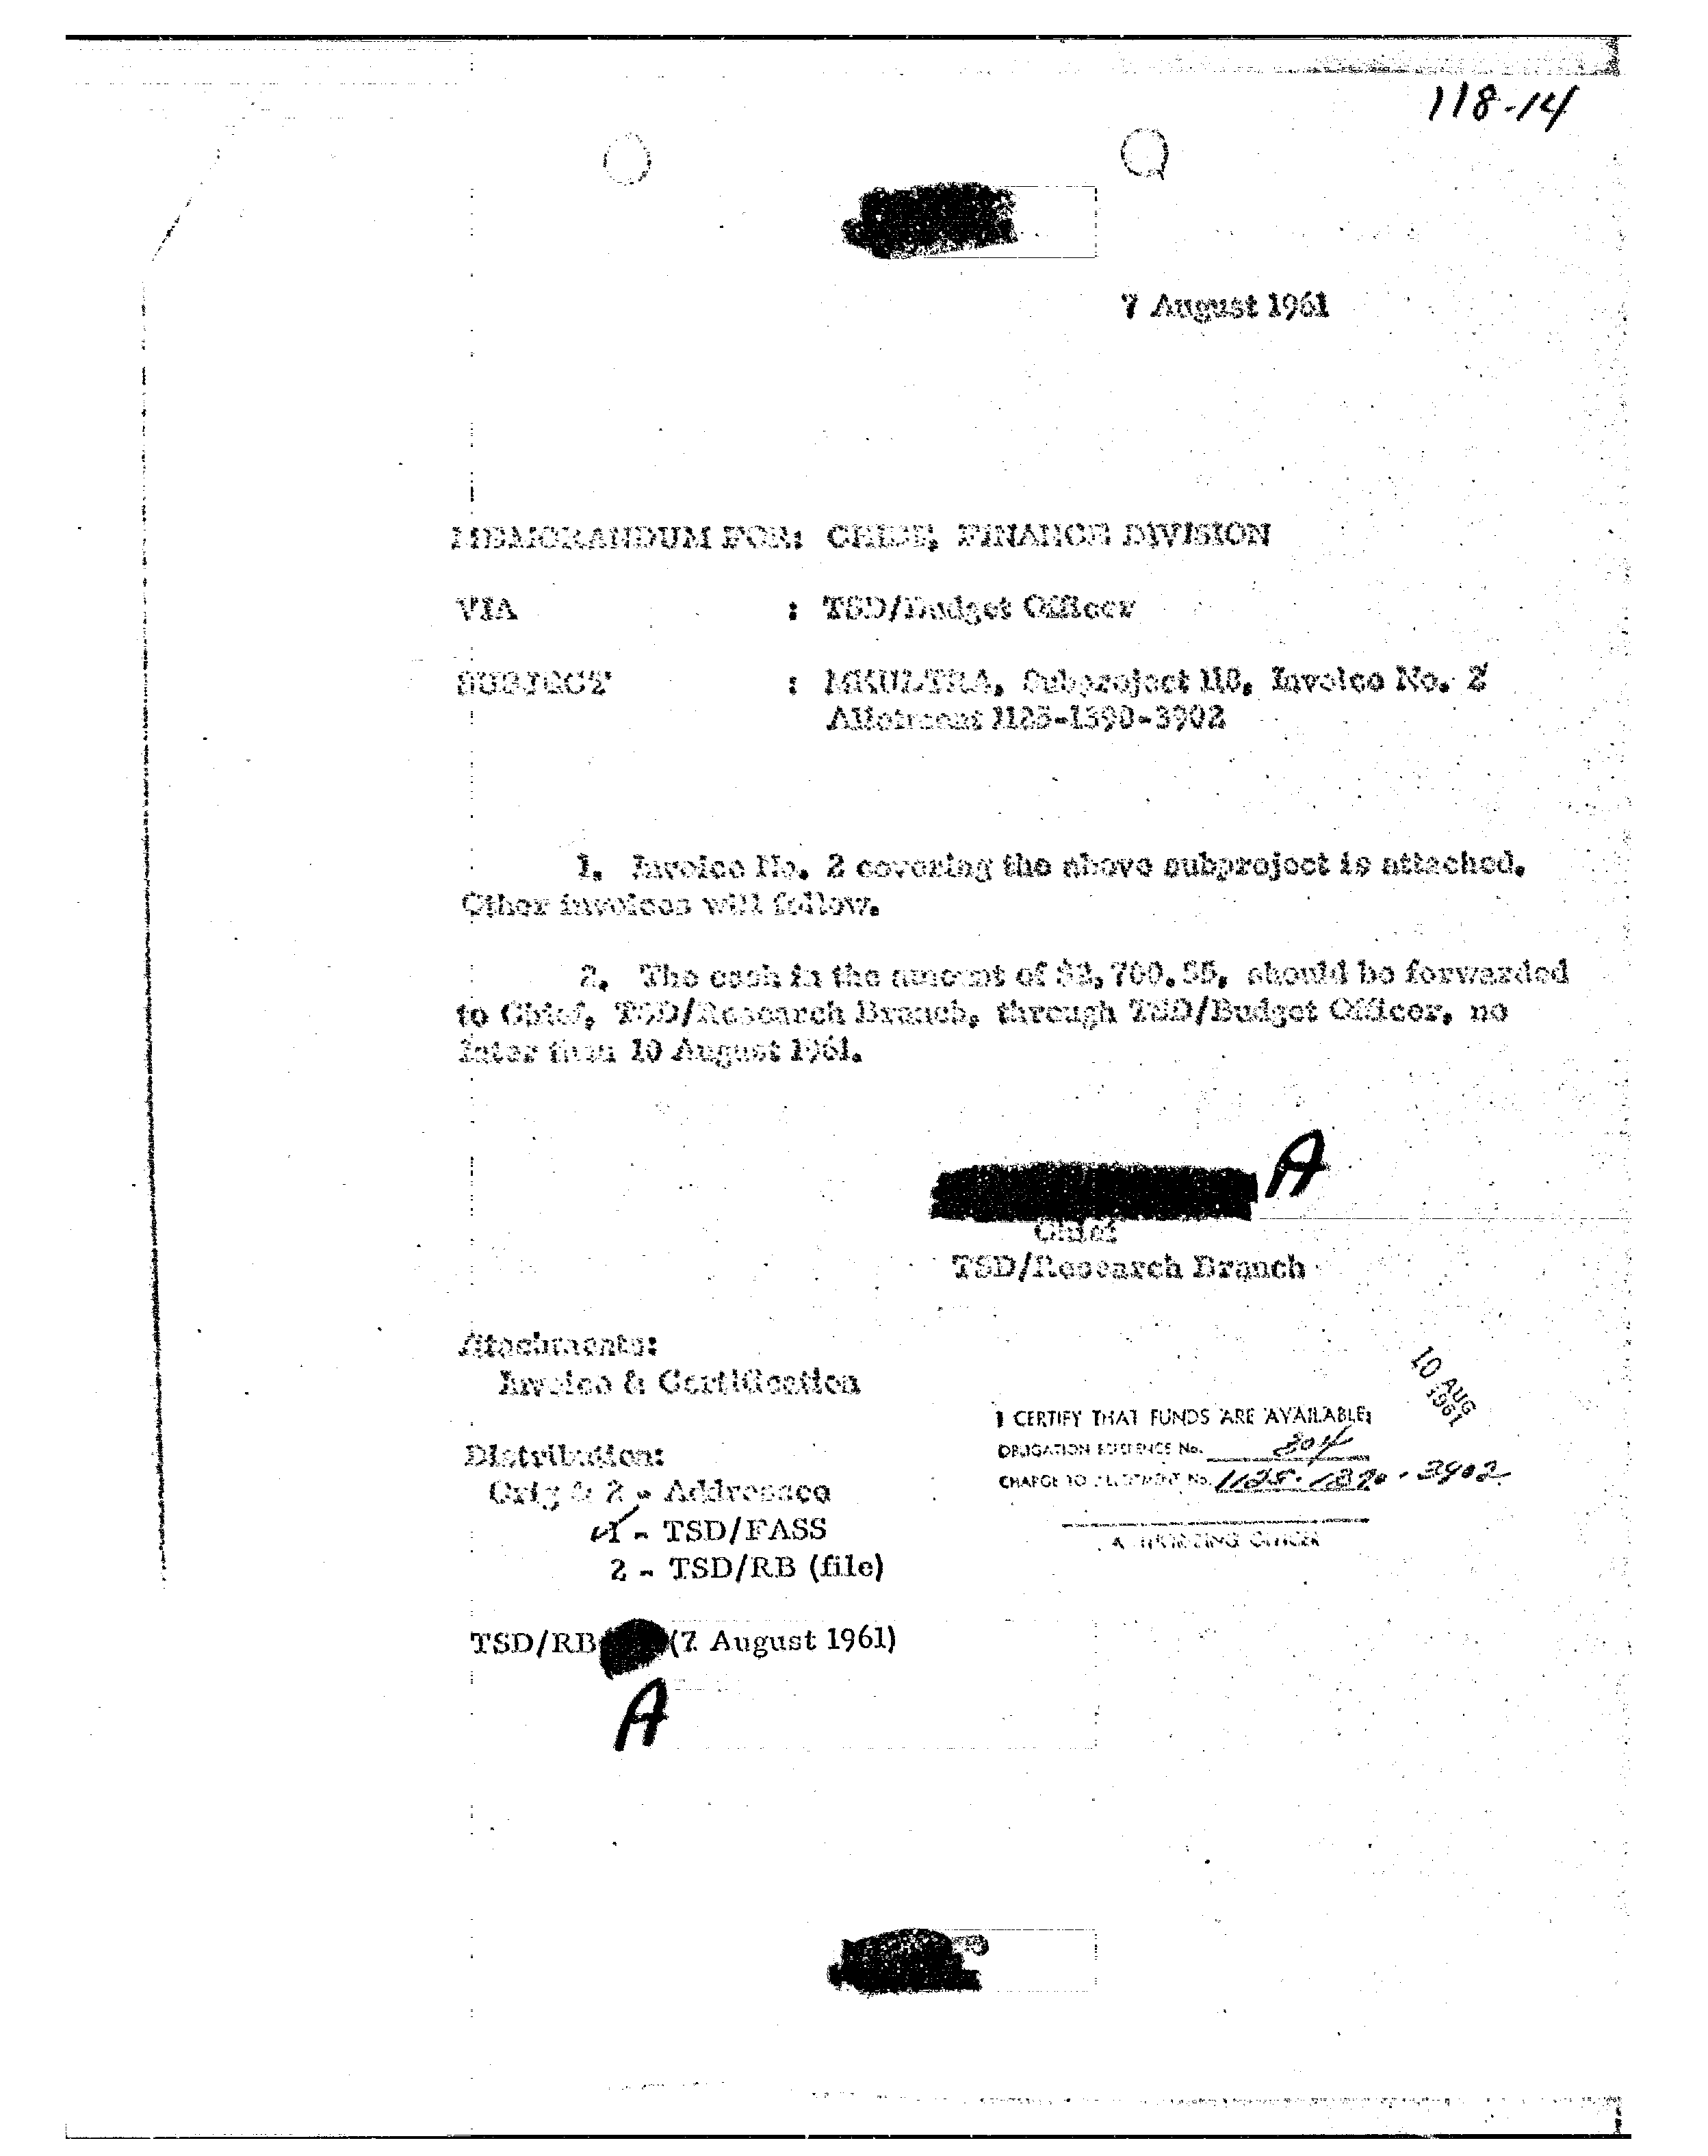 118-14
7 August 1961
MEMORANDUM FOR: CHIEF, FINANCE DIVISION
VIA : TSD/Budget Officer
SUBJECT : MKULTRA, Subproject 118, Invoice No. 2
Allotment 1125-1390-3902
1. Invoice No. 2 covering the above subproject is attached.
Other invoices will follow.
2. The cash in the amount of $2,700.55, should be forwarded
to Chief, TSD/Research Branch, through TSD/Budget Officer, no
later than 10 August 1961.
A
Chief
TSD/Research Branch
Attachments:
Invoice & Certification
10 AUG
1961
I CERTIFY THAT FUNDS ARE AVAILABLE:
OBLIGATION REFERENCE No. 204
CHARGE TO ALLOTMENT No. 1125-1390-3902
AUTHORIZING OFFICER
Distribution:
Orig & 2 - Addressee
1 - TSD/FASS
2 - TSD/RB (file)
TSD/RB (7 August 1961)
A